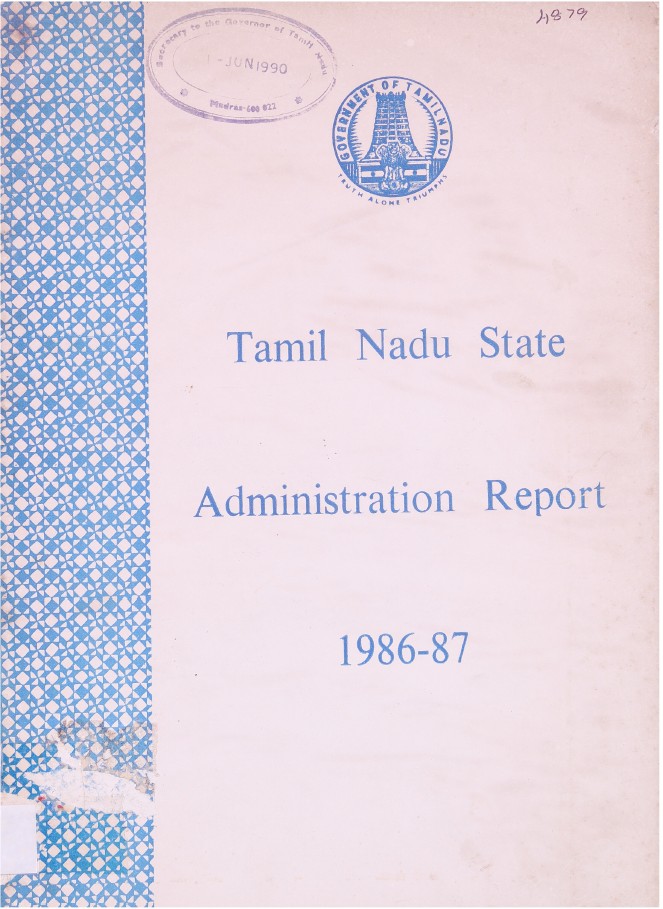 4879
Secretary to the Governor of Tamil Nadu
1 - JUN 1990
Madras-600 022
GOVERNMENT OF TAMILNADU
TRUTH ALONE TRIUMPHS
Tamil Nadu State
Administration Report
1986-87